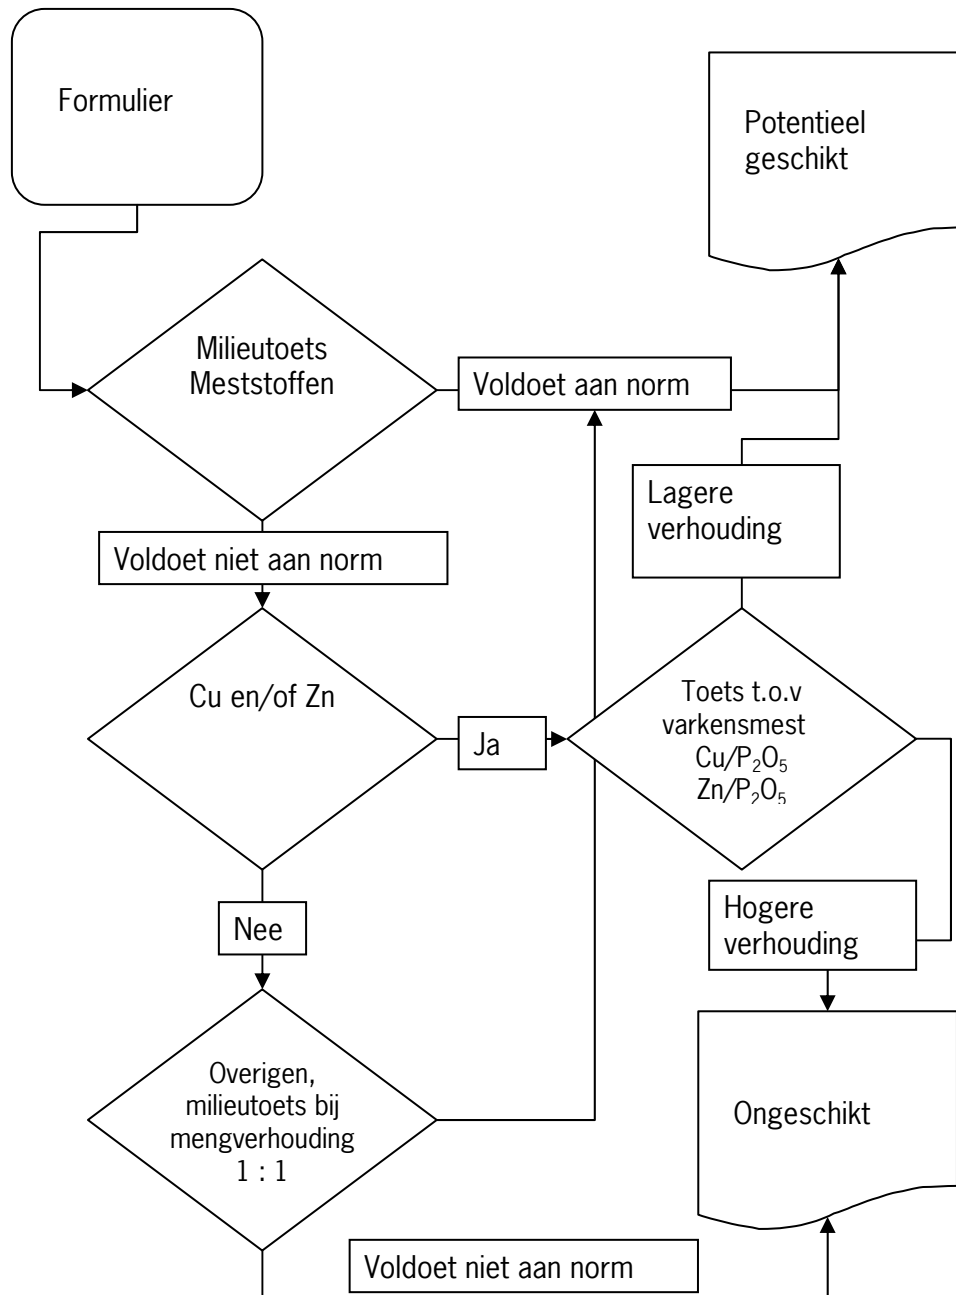 Formulier
Potentieel
geschikt
Milieutoets
Meststoffen
Voldoet aan norm
Lagere
verhouding
Voldoet niet aan norm
Cu en/of Zn
Ja
Toets t.o.v
varkensmest
Cu/P₂O₅
Zn/P₂O₅
Nee
Hogere
verhouding
Overigen,
milieutoets bij
mengverhouding
1 : 1
Ongeschikt
Voldoet niet aan norm